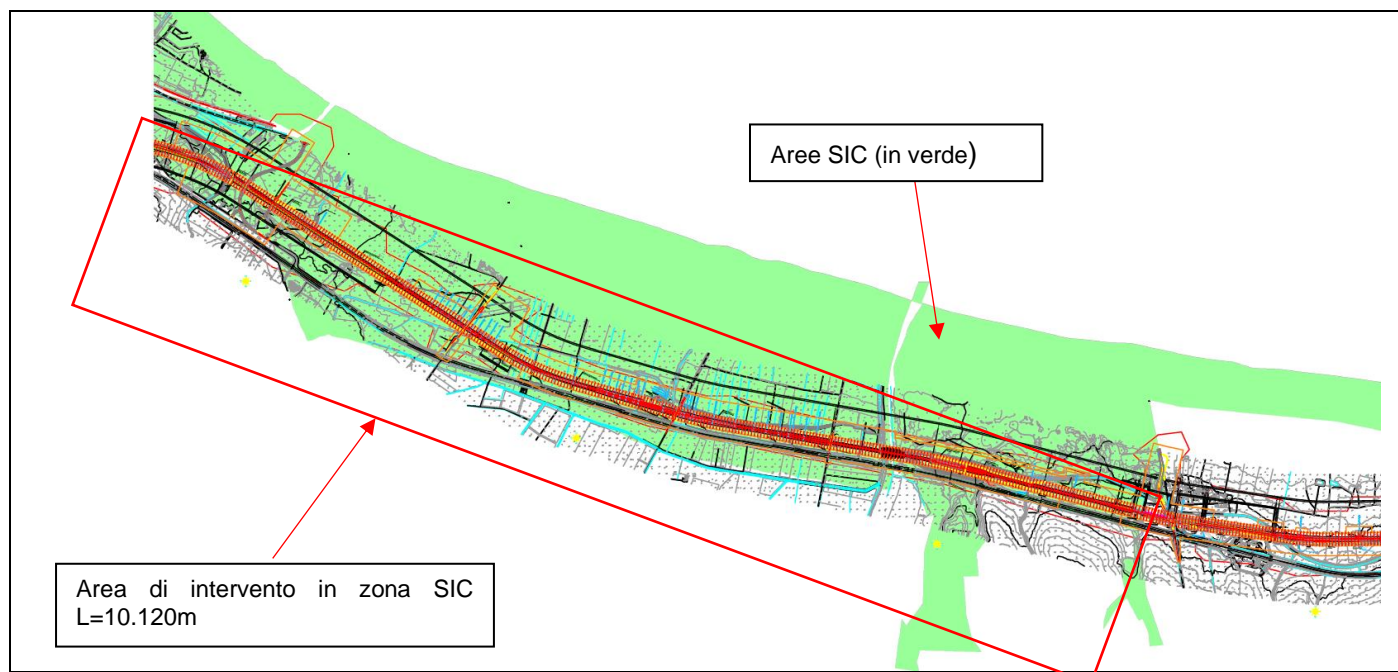 Aree SIC (in verde)
Area di intervento in zona SIC
L=10.120m